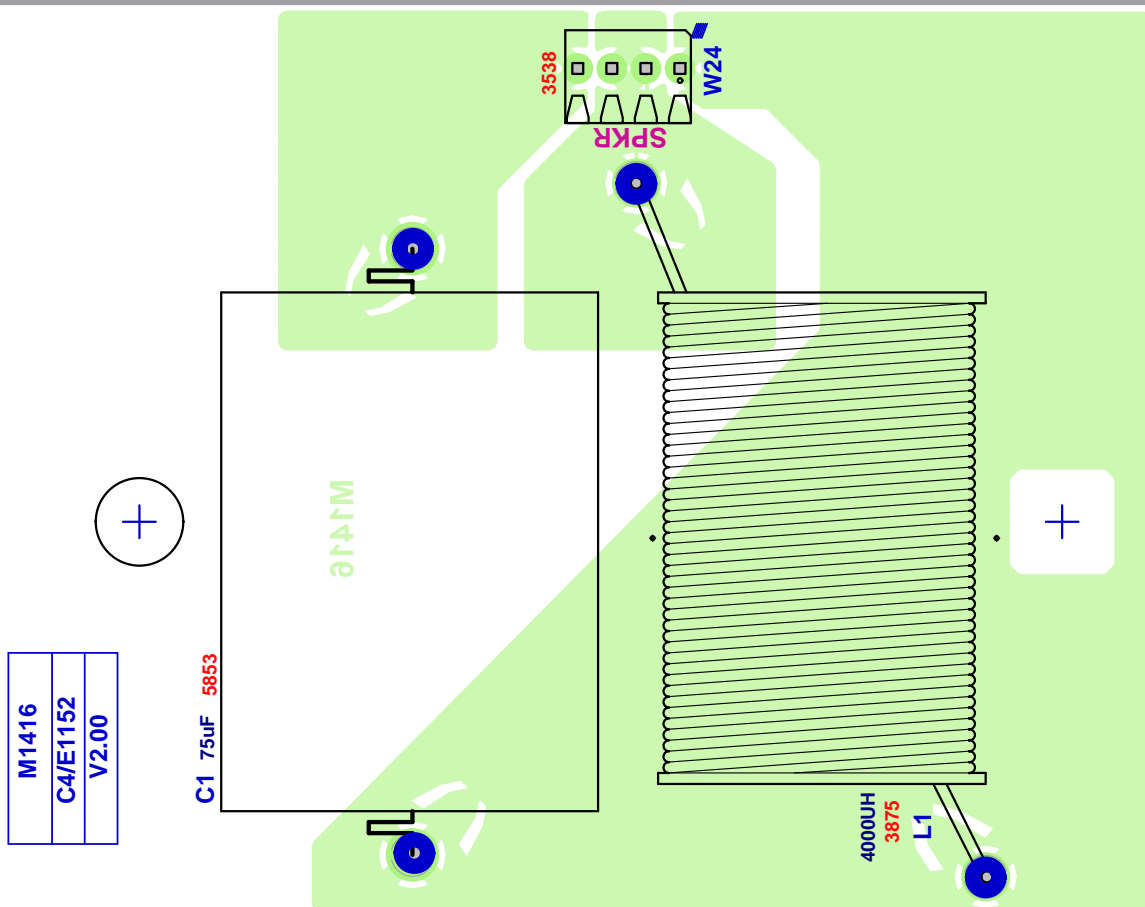 3538
W24
SPKR
M1416
5853
75uF
C1
M1416
C4/E1152
V2.00
4000UH
3875
L1